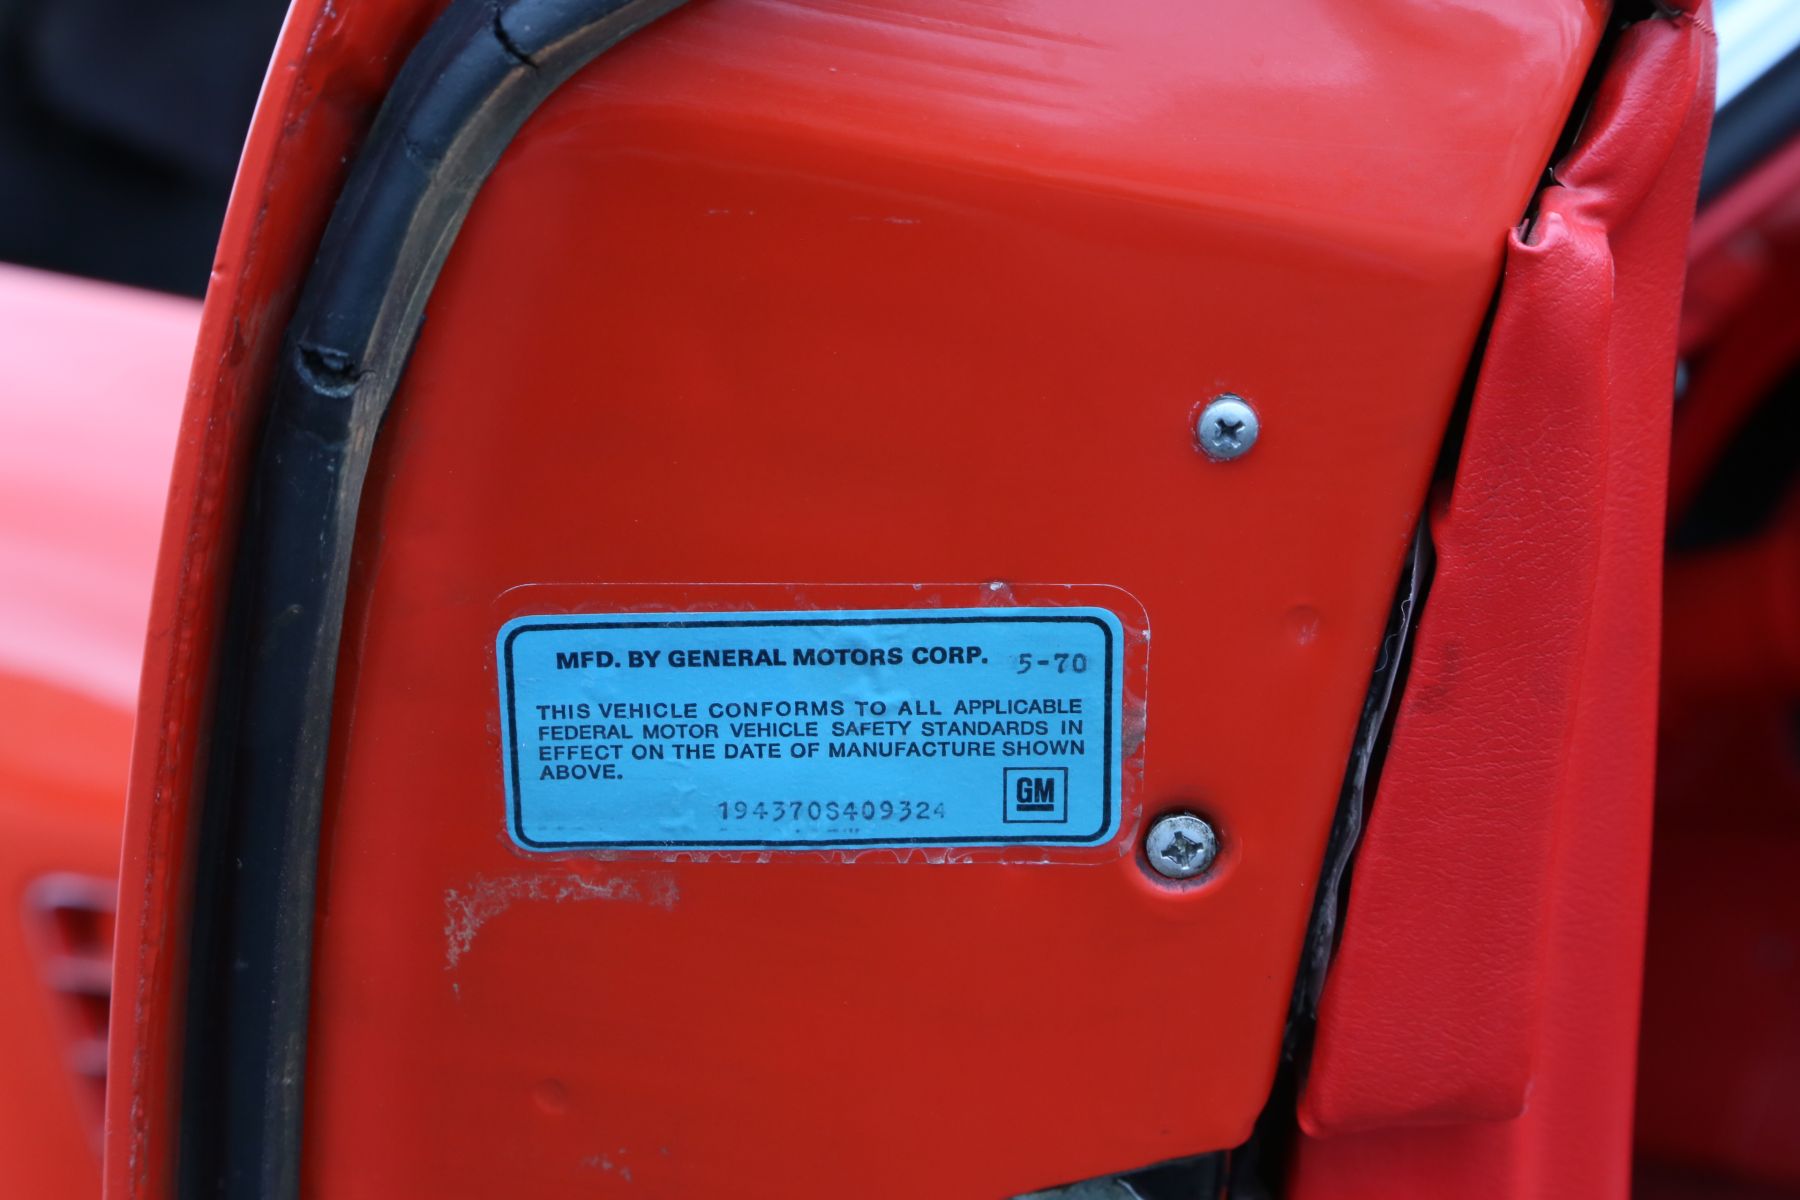 MFD. BY GENERAL MOTORS CORP. 5-70
THIS VEHICLE CONFORMS TO ALL APPLICABLE
FEDERAL MOTOR VEHICLE SAFETY STANDARDS IN
EFFECT ON THE DATE OF MANUFACTURE SHOWN
ABOVE.
194370S409324
GM